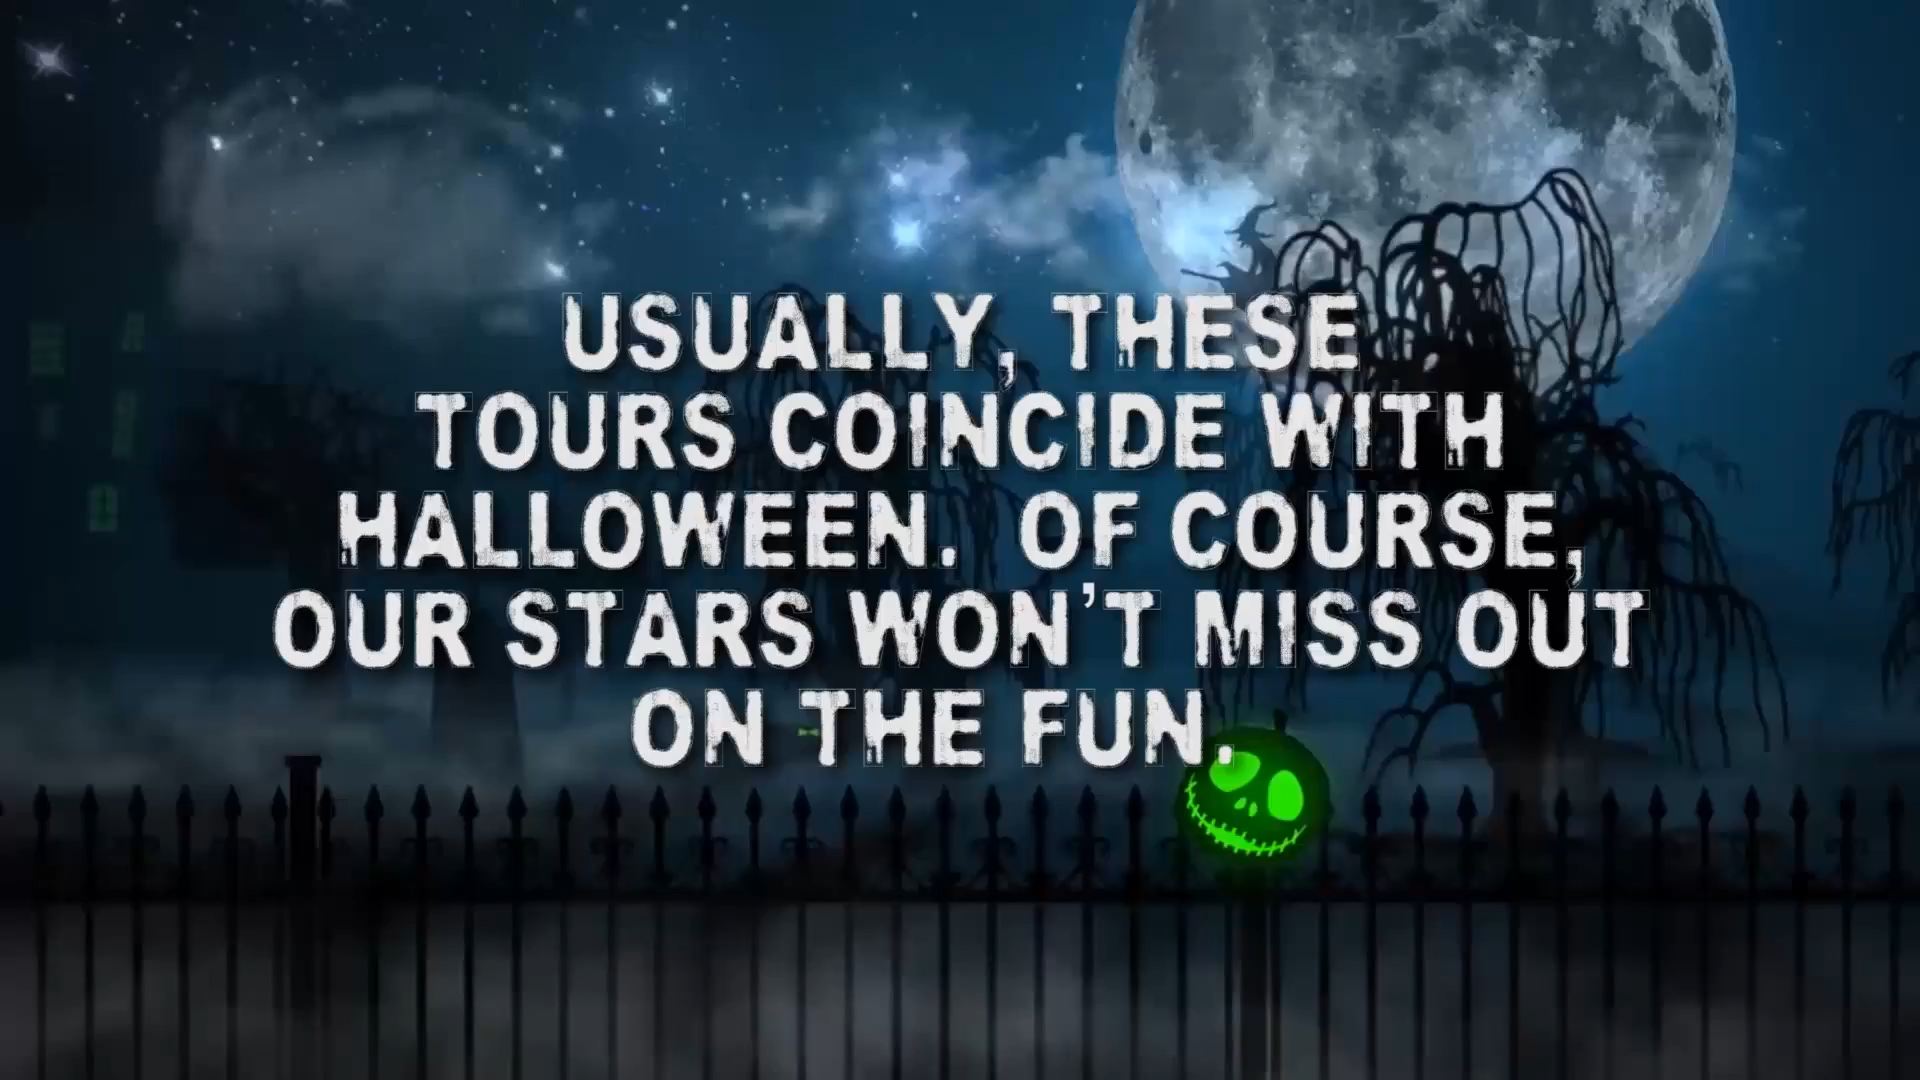 USUALLY, THESE
TOURS COINCIDE WITH
HALLOWEEN.  OF COURSE,
OUR STARS WON'T MISS OUT
ON THE FUN.